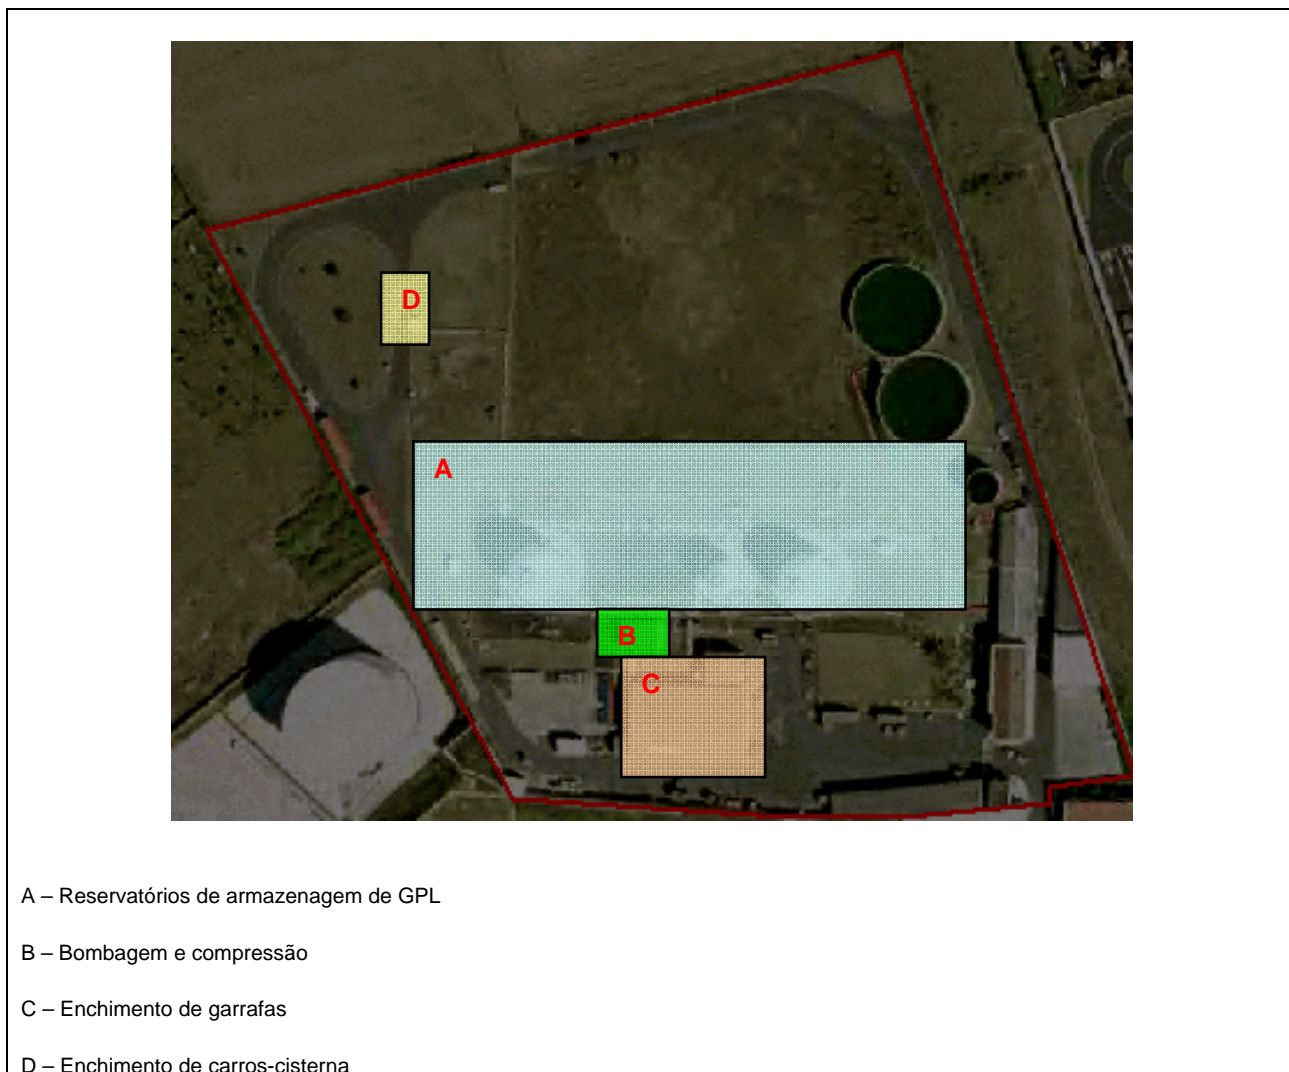 D
A
B
C
A – Reservatórios de armazenagem de GPL
B – Bombagem e compressão
C – Enchimento de garrafas
D – Enchimento de carros-cisterna